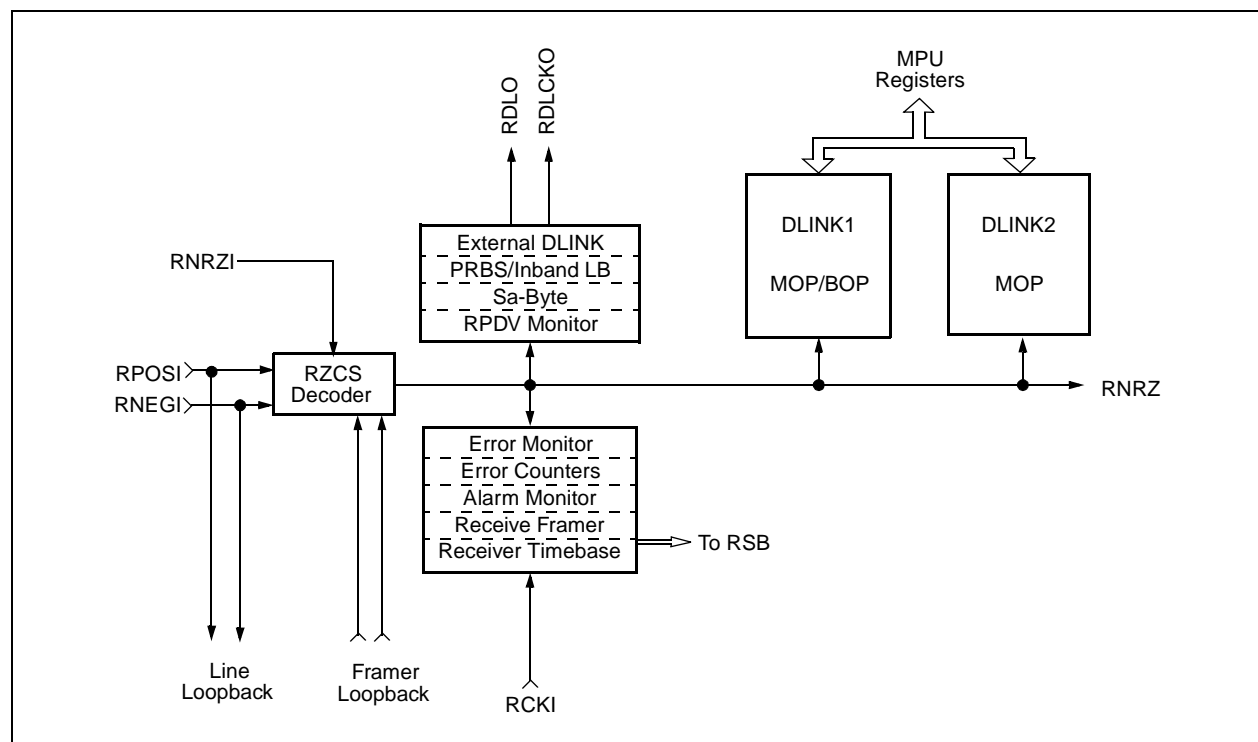 MPU
Registers
RDLO
RDLCKO
DLINK1
MOP/BOP
DLINK2
MOP
External DLINK
PRBS/Inband LB
Sa-Byte
RPDV Monitor
RNRZI
RPOSI
RNEGI
RZCS
Decoder
RNRZ
Error Monitor
Error Counters
Alarm Monitor
Receive Framer
Receiver Timebase
To RSB
Line
Loopback
Framer
Loopback
RCKI